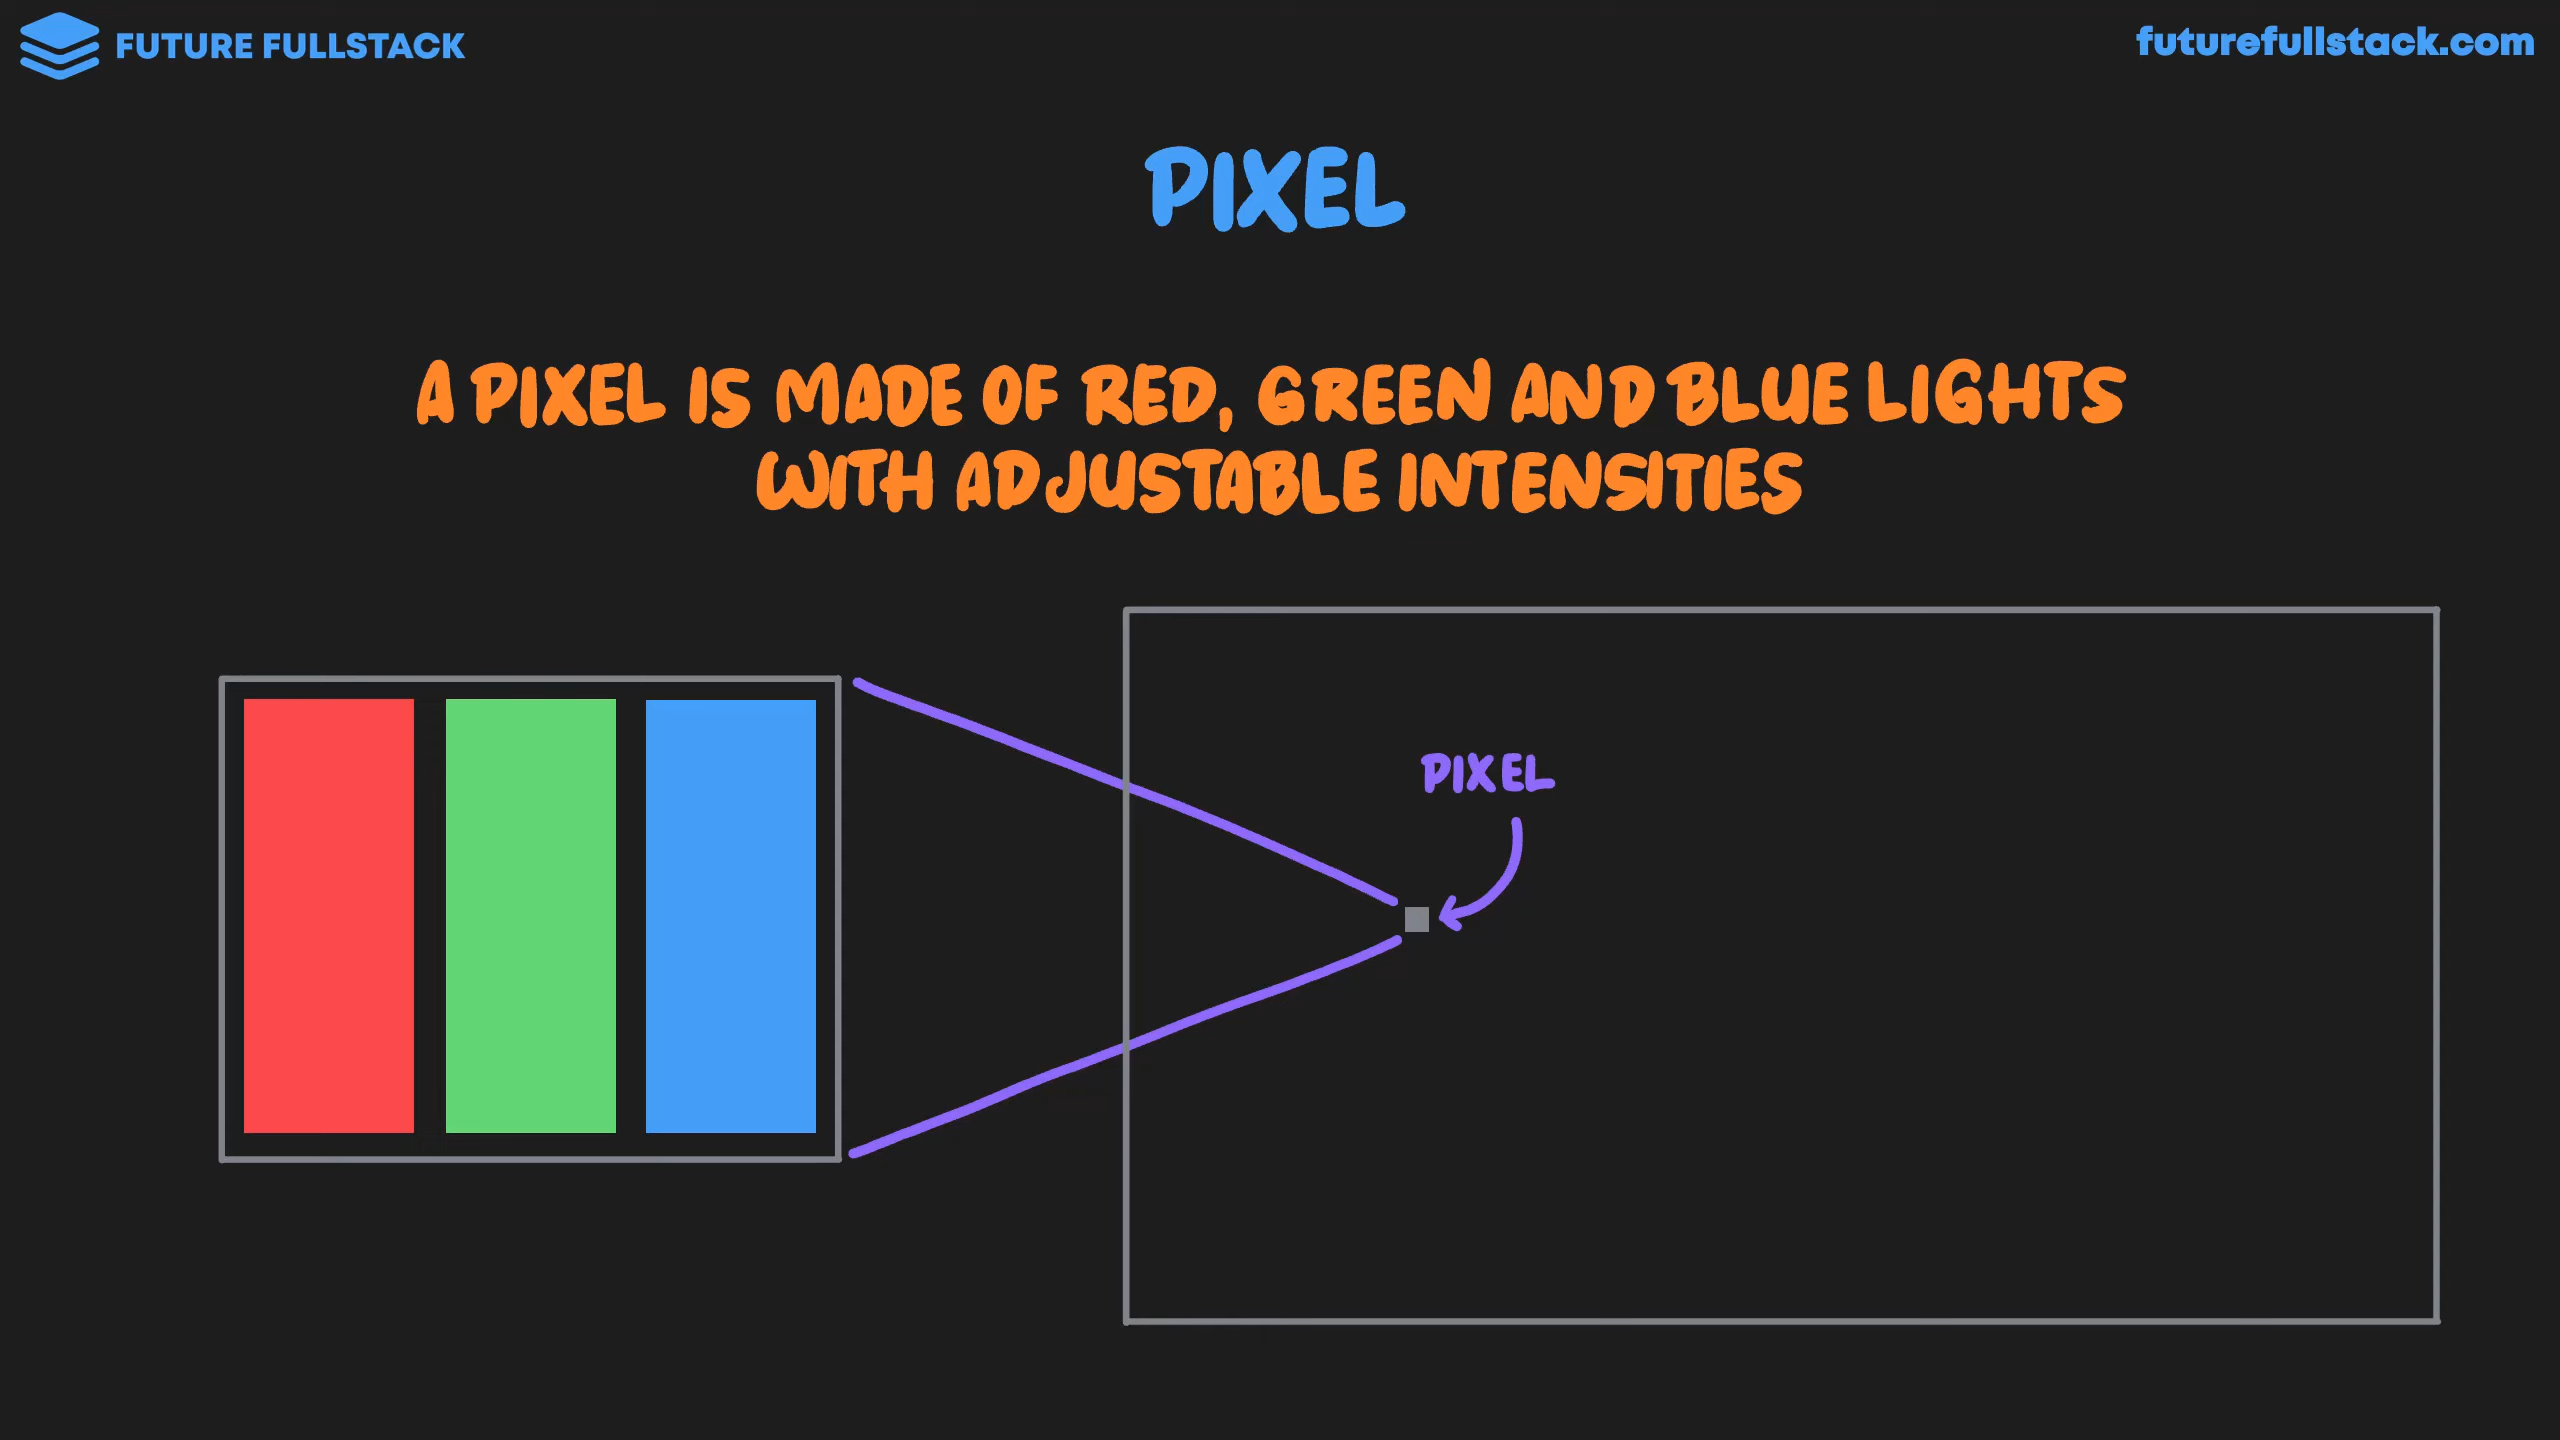 FUTURE FULLSTACK
futurefullstack.com
PIXEL
A PIXEL IS MADE OF RED, GREEN AND BLUE LIGHTS
WITH ADJUSTABLE INTENSITIES
PIXEL